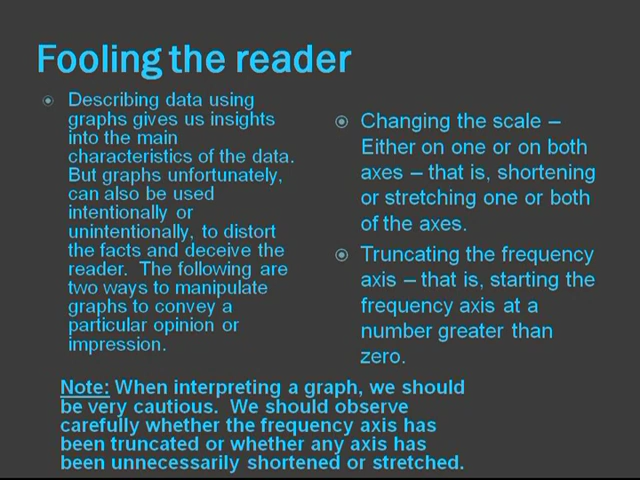 Fooling the reader
Describing data using
graphs gives us insights
into the main
characteristics of the data.
But graphs unfortunately,
can also be used
intentionally or
unintentionally, to distort
the facts and deceive the
reader.  The following are
two ways to manipulate
graphs to convey a
particular opinion or
impression.
Changing the scale –
Either on one or on both
axes – that is, shortening
or stretching one or both
of the axes.
Truncating the frequency
axis – that is, starting the
frequency axis at a
number greater than
zero.
Note: When interpreting a graph, we should
be very cautious.  We should observe
carefully whether the frequency axis has
been truncated or whether any axis has
been unnecessarily shortened or stretched.